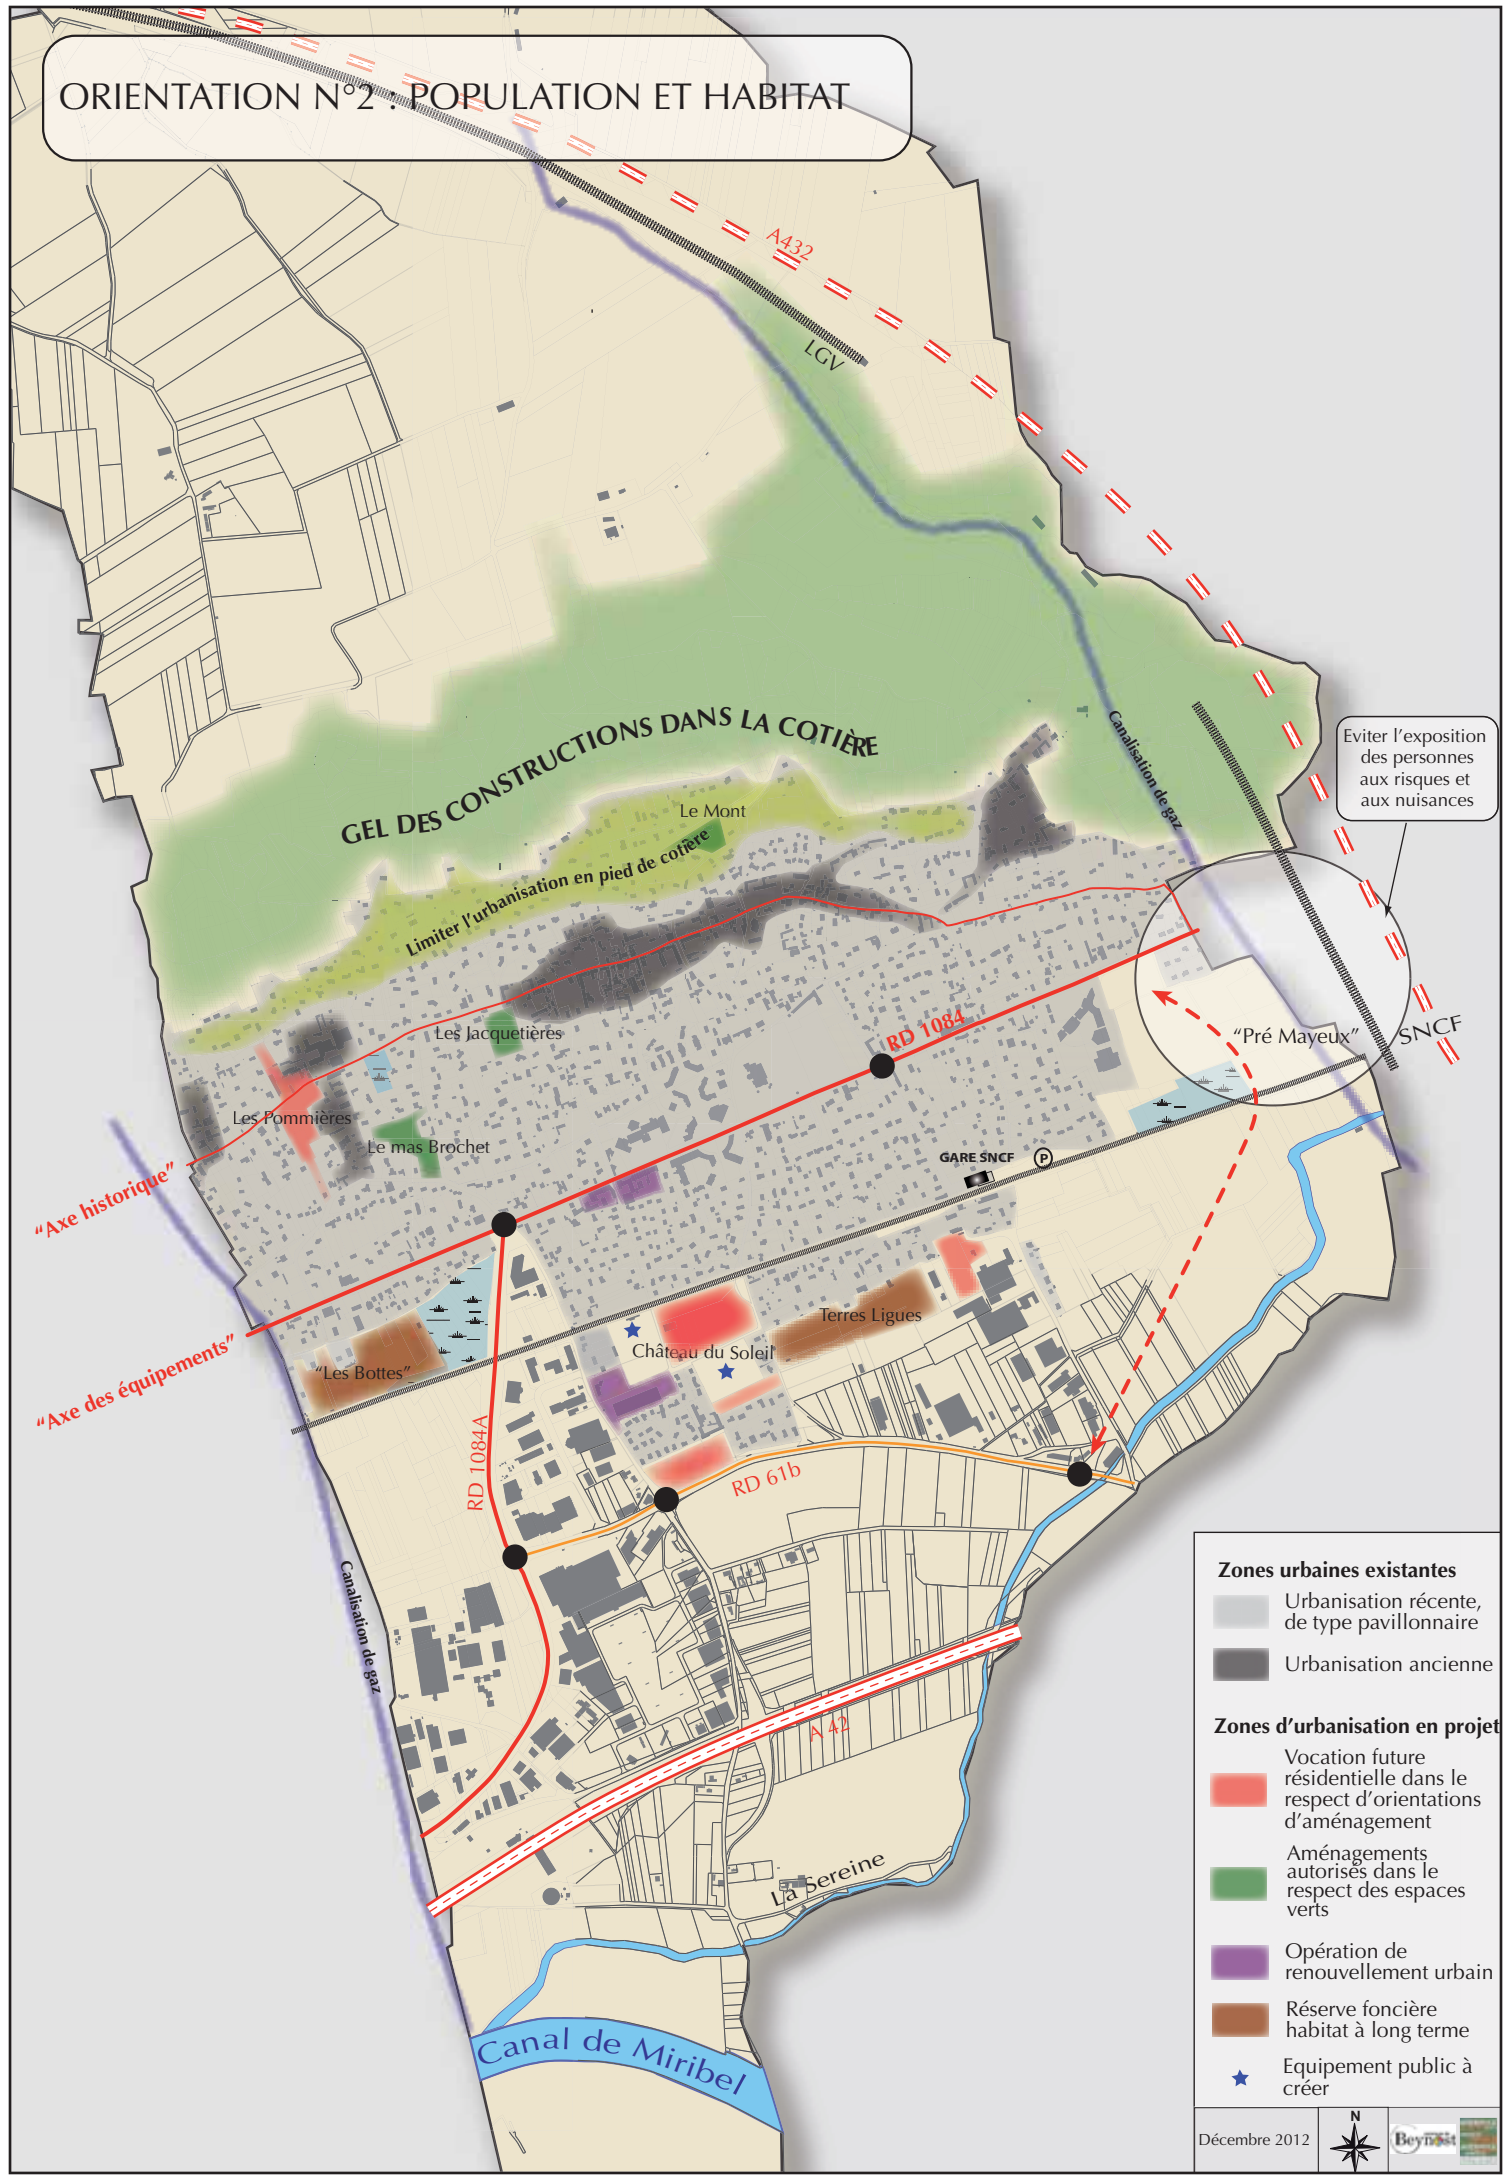 ORIENTATION N°2 : POPULATION ET HABITAT
A432
LGV
GEL DES CONSTRUCTIONS DANS LA COTIÈRE
Canalisation de gaz
Eviter l'exposition
des personnes
aux risques et
aux nuisances
Le Mont
Limiter l'urbanisation en pied de cotière
Les Jacquetières
RD 1084
"Pré Mayeux"
SNCF
Les Pommières
Le mas Brochet
GARE SNCF P
"Axe historique"
Terres Ligues
Château du Soleil
"Les Bottes"
"Axe des équipements"
RD 1084A
RD 61b
Canalisation de gaz
A 42
La Sereine
Canal de Miribel
Zones urbaines existantes
Urbanisation récente,
de type pavillonnaire
Urbanisation ancienne
Zones d'urbanisation en projet
Vocation future
résidentielle dans le
respect d'orientations
d'aménagement
Aménagements
autorisés dans le
respect des espaces
verts
Opération de
renouvellement urbain
Réserve foncière
habitat à long terme
Equipement public à
créer
Décembre 2012
N
Beynost